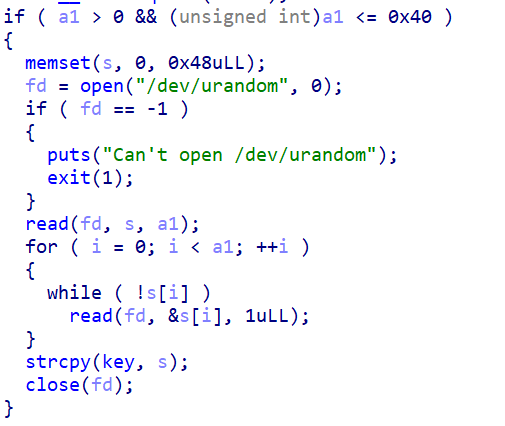 if ( a1 > 0 && (unsigned int)a1 <= 0x40 )
{
  memset(s, 0, 0x48uLL);
  fd = open("/dev/urandom", 0);
  if ( fd == -1 )
  {
    puts("Can't open /dev/urandom");
    exit(1);
  }
  read(fd, s, a1);
  for ( i = 0; i < a1; ++i )
  {
    while ( !s[i] )
      read(fd, &s[i], 1uLL);
  }
  strcpy(key, s);
  close(fd);
}